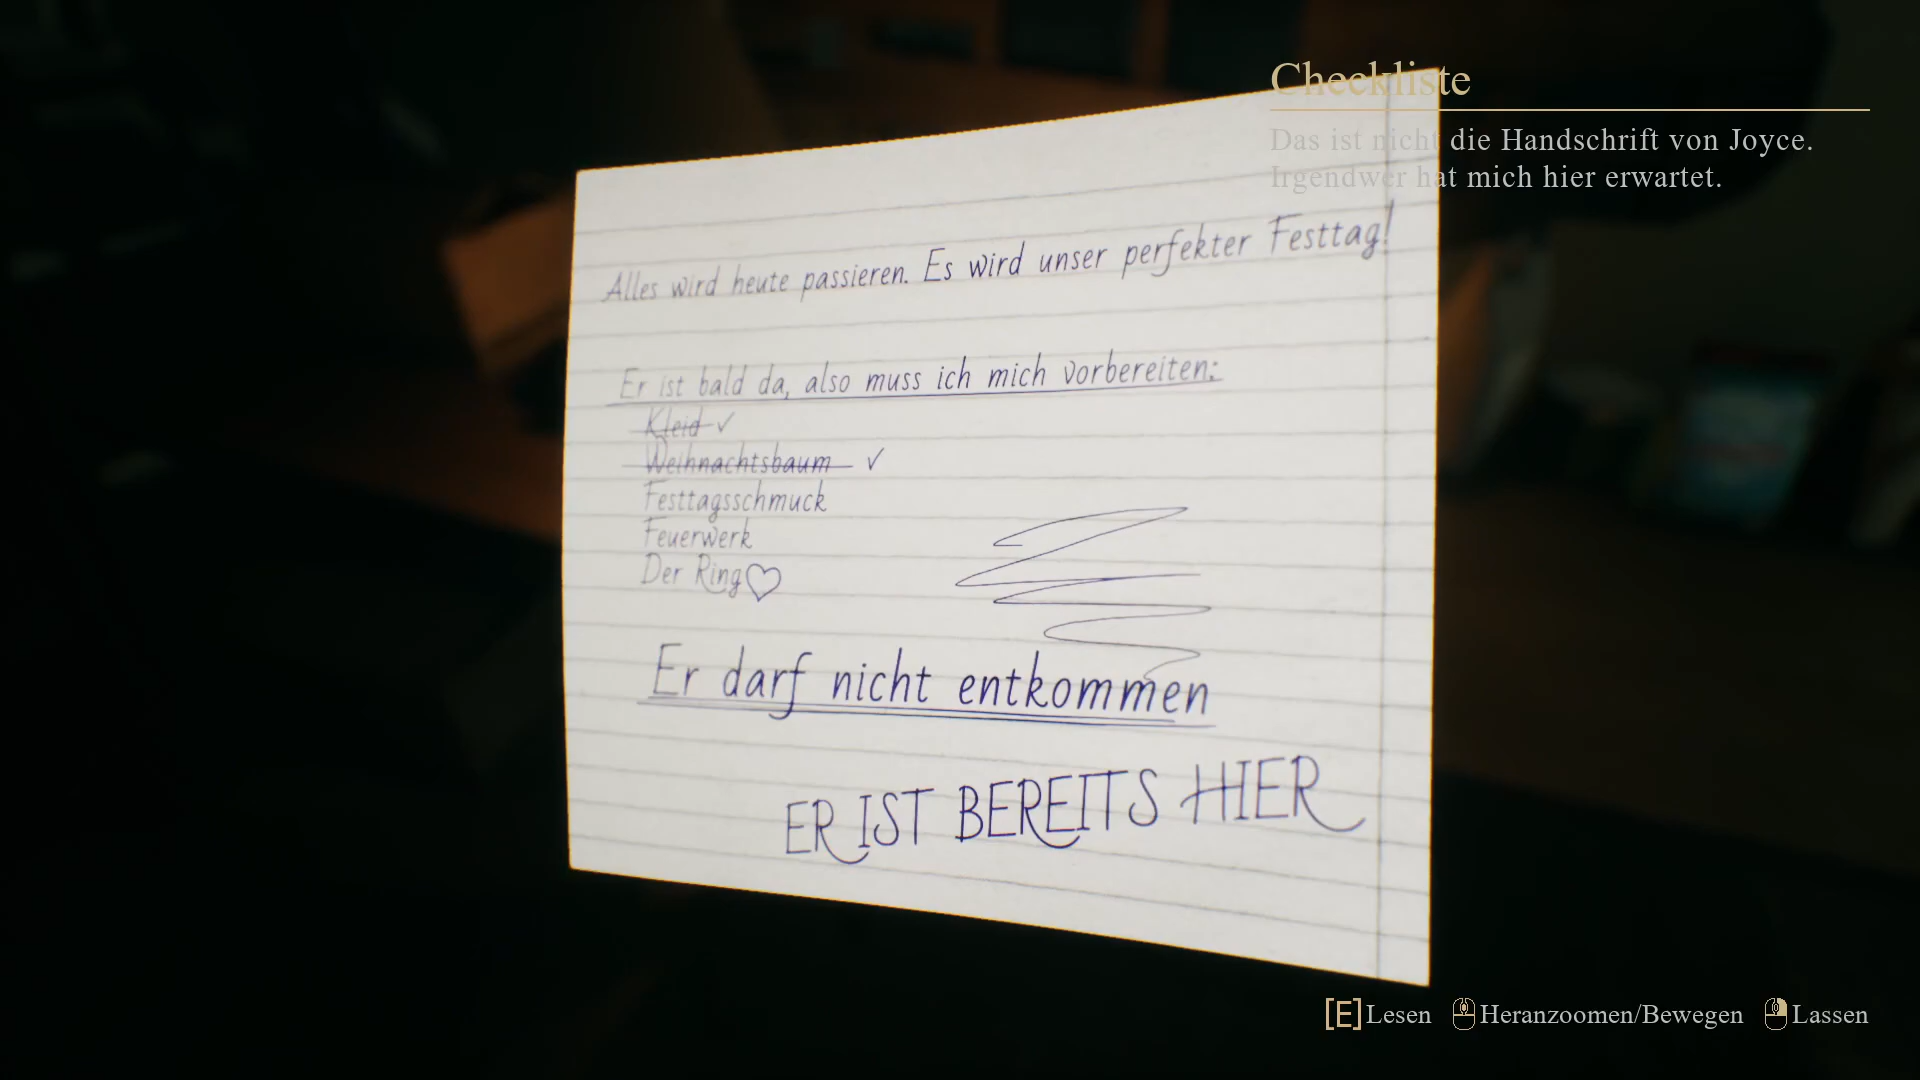 Checkliste
Das ist nicht die Handschrift von Joyce.
Irgendwer hat mich hier erwartet.
Alles wird heute passieren. Es wird unser perfekter Festtag!
Er ist bald da, also muss ich mich vorbereiten:
Kleid ✓
Weihnachtsbaum ✓
Festtagsschmuck
Feuerwerk
Der Ring♡
Er darf nicht entkommen
ER IST BEREITS HIER
[E] Lesen Heranzoomen/Bewegen Lassen